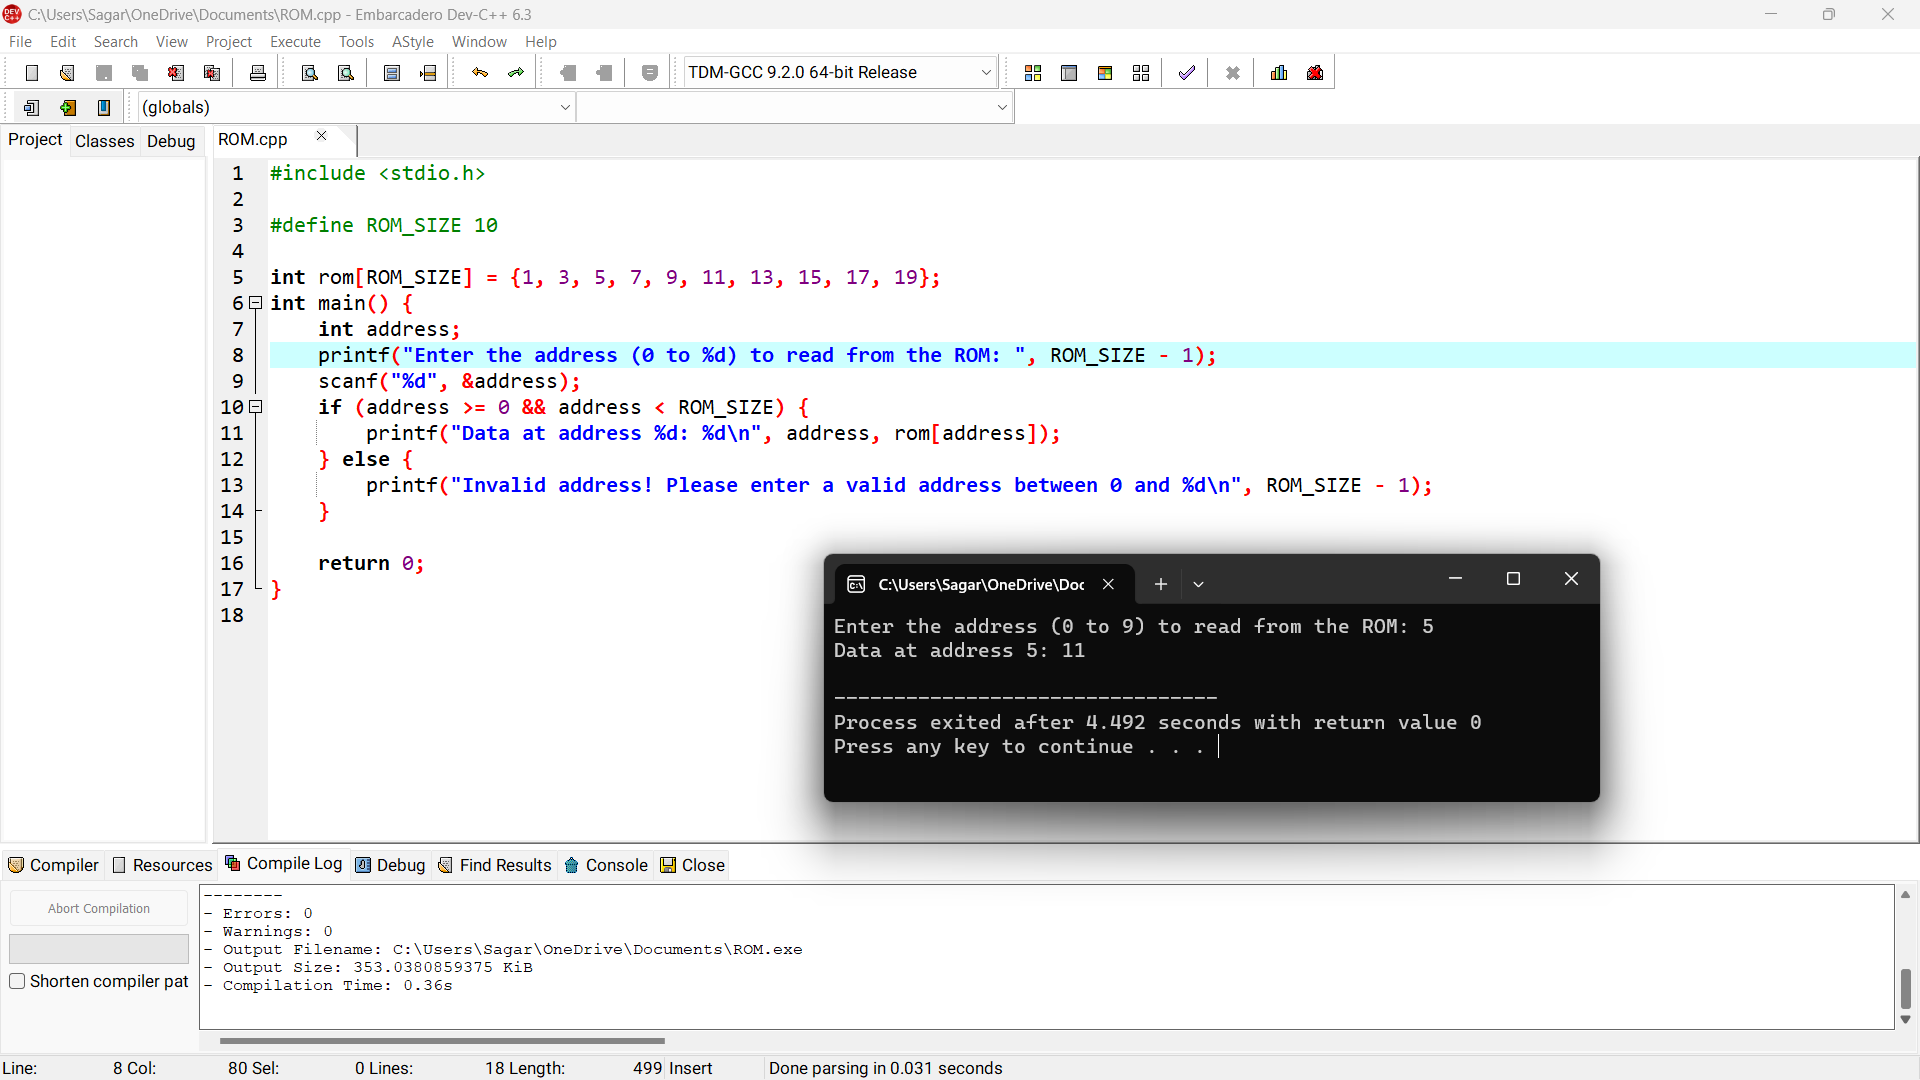 C:\Users\Sagar\OneDrive\Documents\ROM.cpp - Embarcadero Dev-C++ 6.3
File Edit Search View Project Execute Tools AStyle Window Help
TDM-GCC 9.2.0 64-bit Release
(globals)
Project Classes Debug ROM.cpp
1 #include <stdio.h>
2
3 #define ROM_SIZE 10
4
5 int rom[ROM_SIZE] = {1, 3, 5, 7, 9, 11, 13, 15, 17, 19};
6 int main() {
7     int address;
8     printf("Enter the address (0 to %d) to read from the ROM: ", ROM_SIZE - 1);
9     scanf("%d", &address);
10     if (address >= 0 && address < ROM_SIZE) {
11         printf("Data at address %d: %d\n", address, rom[address]);
12     } else {
13         printf("Invalid address! Please enter a valid address between 0 and %d\n", ROM_SIZE - 1);
14     }
15
16     return 0;
17 }
18
C:\Users\Sagar\OneDrive\Doc
Enter the address (0 to 9) to read from the ROM: 5
Data at address 5: 11
--------------------------------
Process exited after 4.492 seconds with return value 0
Press any key to continue . . .
Compiler Resources Compile Log Debug Find Results Console Close
Abort Compilation
Shorten compiler pat
--------
- Errors: 0
- Warnings: 0
- Output Filename: C:\Users\Sagar\OneDrive\Documents\ROM.exe
- Output Size: 353.0380859375 KiB
- Compilation Time: 0.36s
Line: 8 Col: 80 Sel: 0 Lines: 18 Length: 499 Insert Done parsing in 0.031 seconds